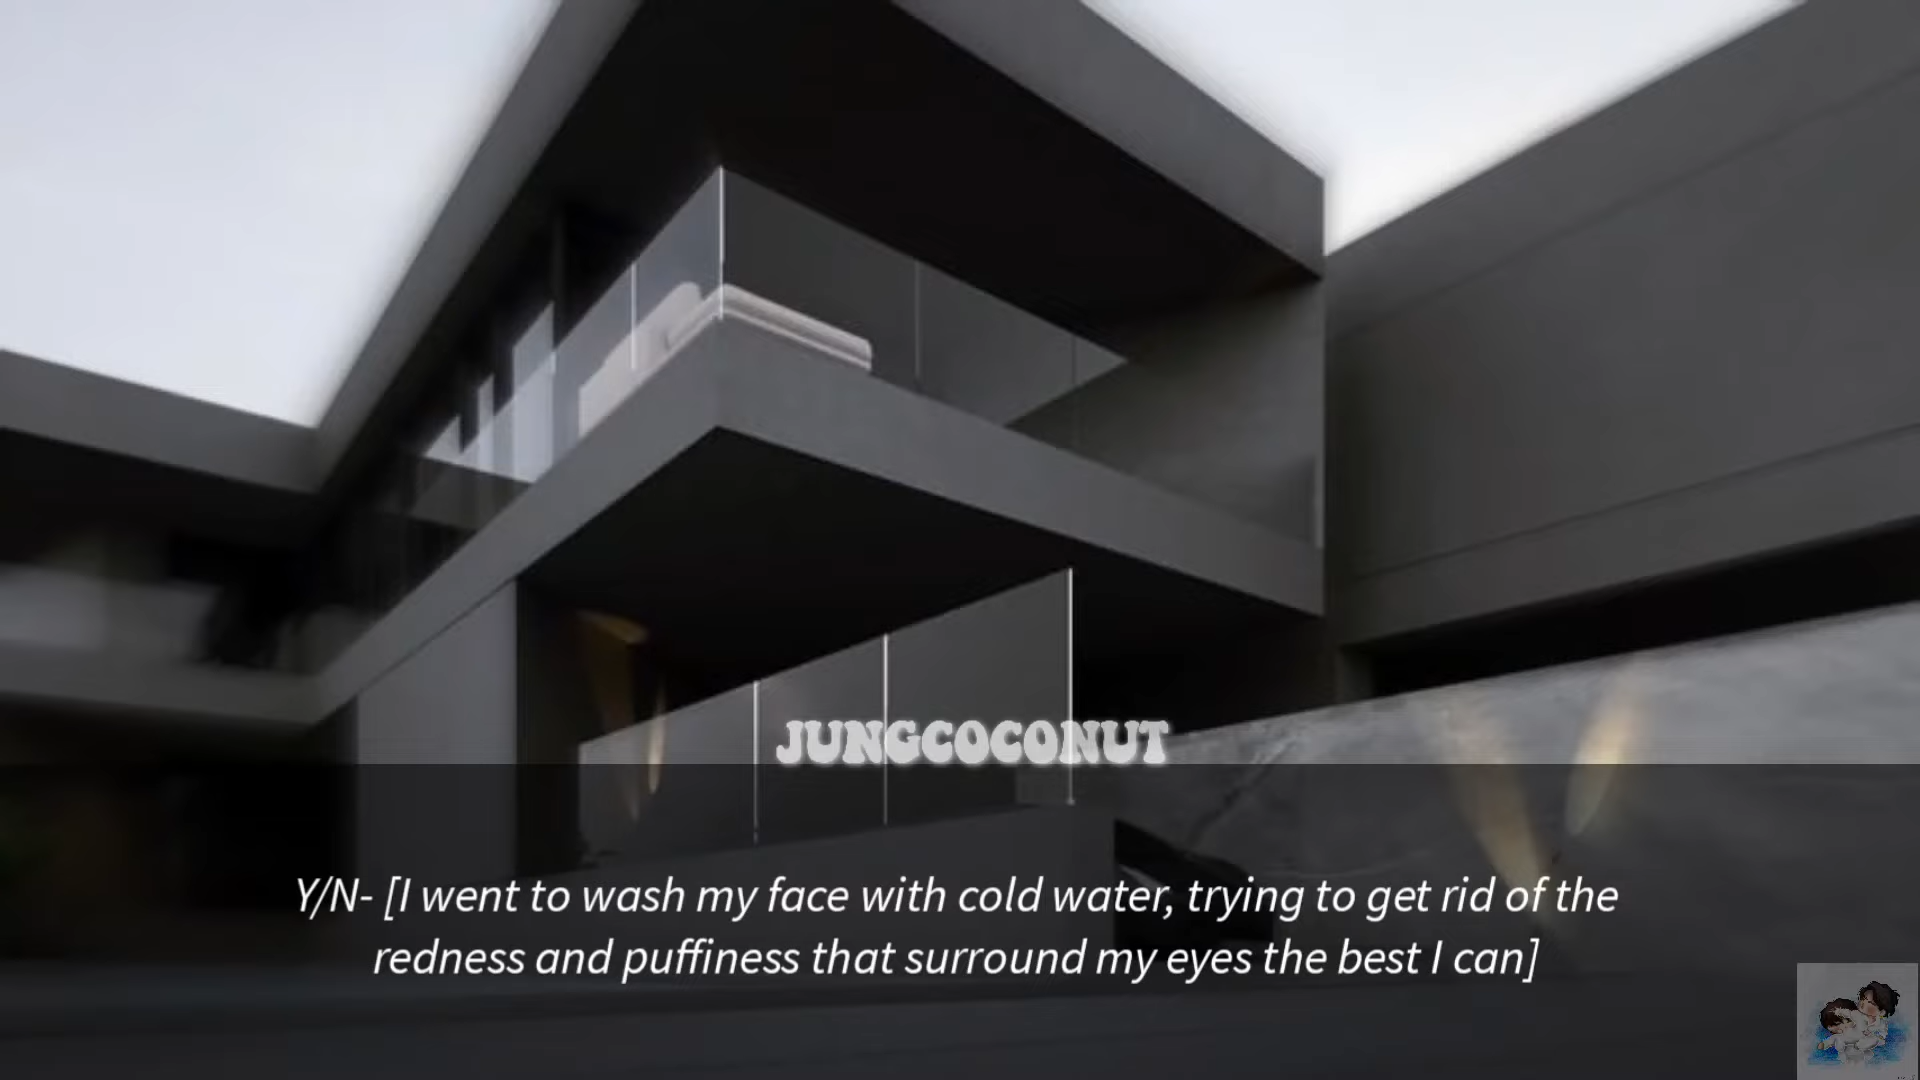 JUNGCOCONUT
Y/N- [I went to wash my face with cold water, trying to get rid of the
redness and puffiness that surround my eyes the best I can]